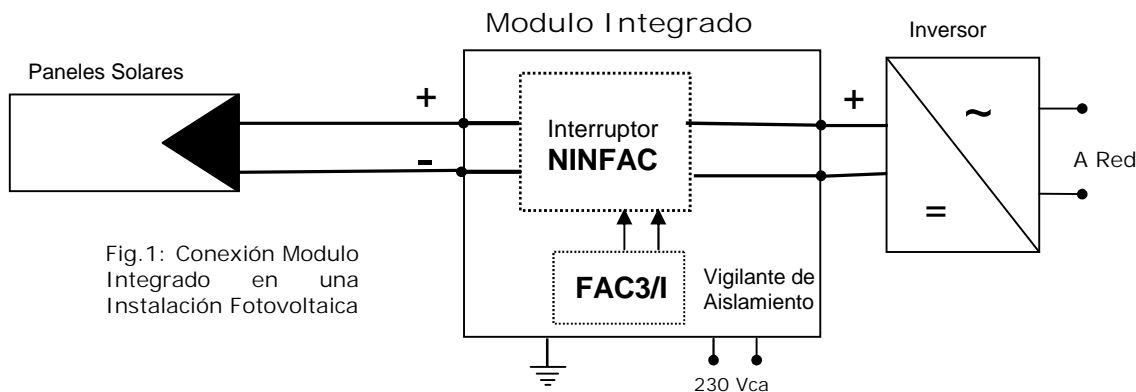 Modulo Integrado
Inversor
Paneles Solares
+
+
-
Interruptor
NINFAC
~
=
A Red
Fig.1: Conexión Modulo
Integrado en una
Instalación Fotovoltaica
FAC3/I
Vigilante de
Aislamiento
230 Vca